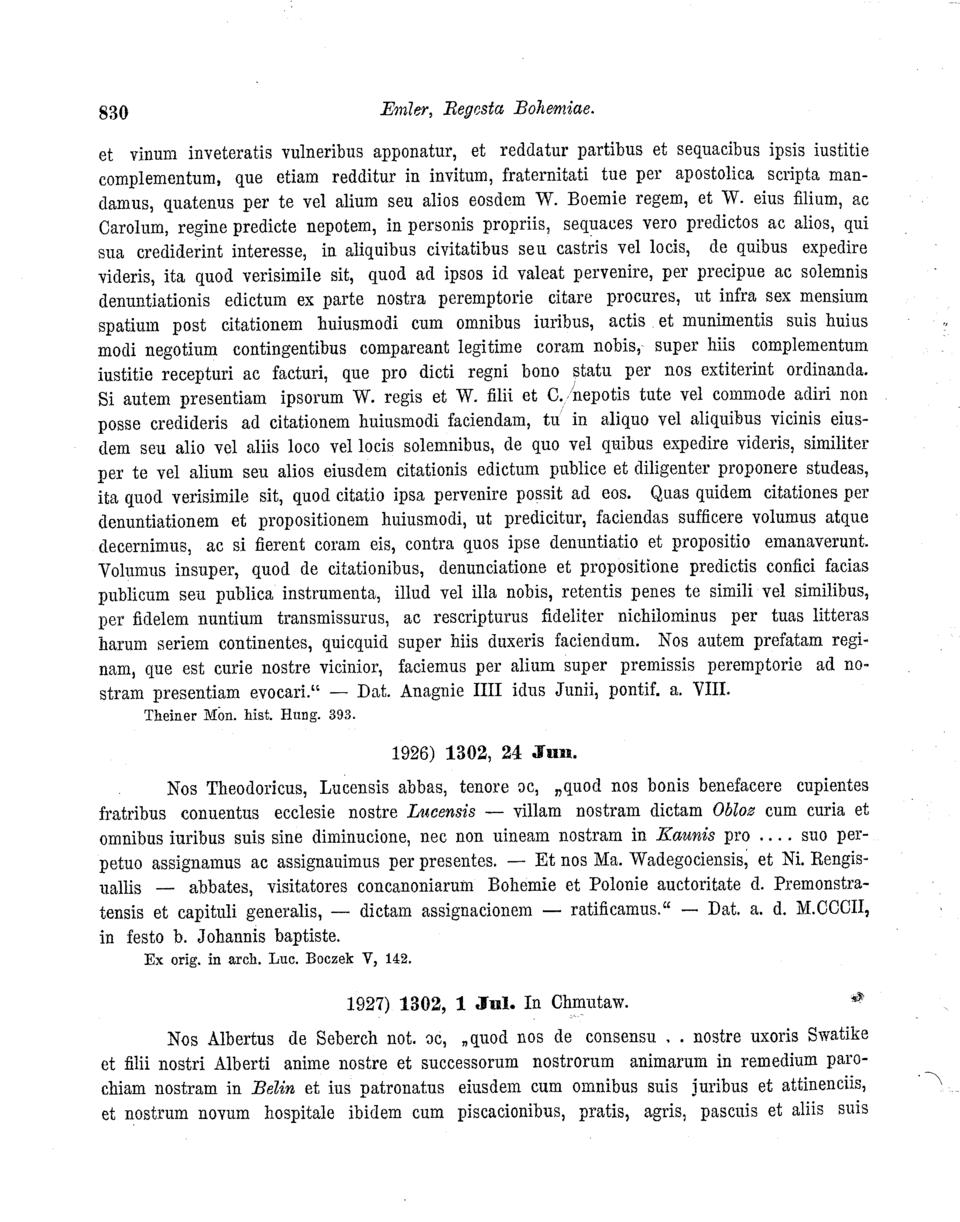 830
Emler, Regesta Bohemiae.
et vinum inveteratis vulneribus apponatur, et reddatur partibus et sequacibus ipsis iustitie
complementum, que etiam redditur in invitum, fraternitati tue per apostolica scripta man-
damus, quatenus per te vel alium seu alios eosdem W. Boemie regem, et W. eius filium, ac
Carolum, regine predicte nepotem, in personis propriis, sequaces vero predictos ac alios, qui
sua crediderint interesse, in aliquibus civitatibus seu castris vel locis, de quibus expedire
videris, ita quod verisimile sit, quod ad ipsos id valeat pervenire, per precipue ac solemnis
denuntiationis edictum ex parte nostra peremptorie citare procures, ut infra sex mensium
spatium post citationem huiusmodi cum omnibus iuribus, actis et munimentis suis huius
modi negotium contingentibus compareant legitime coram nobis, super hiis complementum
iustitie recepturi ac facturi, que pro dicti regni bono statu per nos extiterint ordinanda.
Si autem presentiam ipsorum W. regis et W. filii et C. nepotis tute vel commode adiri non
posse credideris ad citationem huiusmodi faciendam, tu in aliquo vel aliquibus vicinis eius-
dem seu alio vel aliis loco vel locis solemnibus, de quo vel quibus expedire videris, similiter
per te vel alium seu alios eiusdem citationis edictum publice et diligenter proponere studeas,
ita quod verisimile sit, quod citatio ipsa pervenire possit ad eos. Quas quidem citationes per
denuntiationem et propositionem huiusmodi, ut predicitur, faciendas sufficere volumus atque
decernimus, ac si fierent coram eis, contra quos ipse denuntiatio et propositio emanaverunt.
Volumus insuper, quod de citationibus, denunciatione et propositione predictis confici facias
publicum seu publica instrumenta, illud vel illa nobis, retentis penes te simili vel similibus,
per fidelem nuntium transmissurus, ac rescripturus fideliter nichilominus per tuas litteras
harum seriem continentes, quicquid super hiis duxeris faciendum. Nos autem prefatam regi-
nam, que est curie nostre vicinior, faciemus per alium super premissis peremptorie ad no-
stram presentiam evocari.“ — Dat. Anagnie IIII idus Junii, pontif. a. VIII.
Theiner Mon. hist. Hung. 393.
1926) 1302, 24 Jun.
Nos Theodoricus, Lucensis abbas, tenore ɔc, „quod nos bonis benefacere cupientes
fratribus conuentus ecclesie nostre Lucensis — villam nostram dictam Obloz cum curia et
omnibus iuribus suis sine diminucione, nec non uineam nostram in Kaunis pro .... suo per-
petuo assignamus ac assignauimus per presentes. — Et nos Ma. Wadegociensis, et Ni. Rengis-
uallis — abbates, visitatores concanoniarum Bohemie et Polonie auctoritate d. Premonstra-
tensis et capituli generalis, — dictam assignacionem — ratificamus.“ — Dat. a. d. M.CCCII,
in festo b. Johannis baptiste.
Ex orig. in arch. Luc. Boczek V, 142.
1927) 1302, 1 Jul. In Chmutaw.
Nos Albertus de Seberch not. ɔc, „quod nos de consensu . . nostre uxoris Swatike
et filii nostri Alberti anime nostre et successorum nostrorum animarum in remedium paro-
chiam nostram in Belin et ius patronatus eiusdem cum omnibus suis juribus et attinenciis,
et nostrum novum hospitale ibidem cum piscacionibus, pratis, agris, pascuis et aliis suis